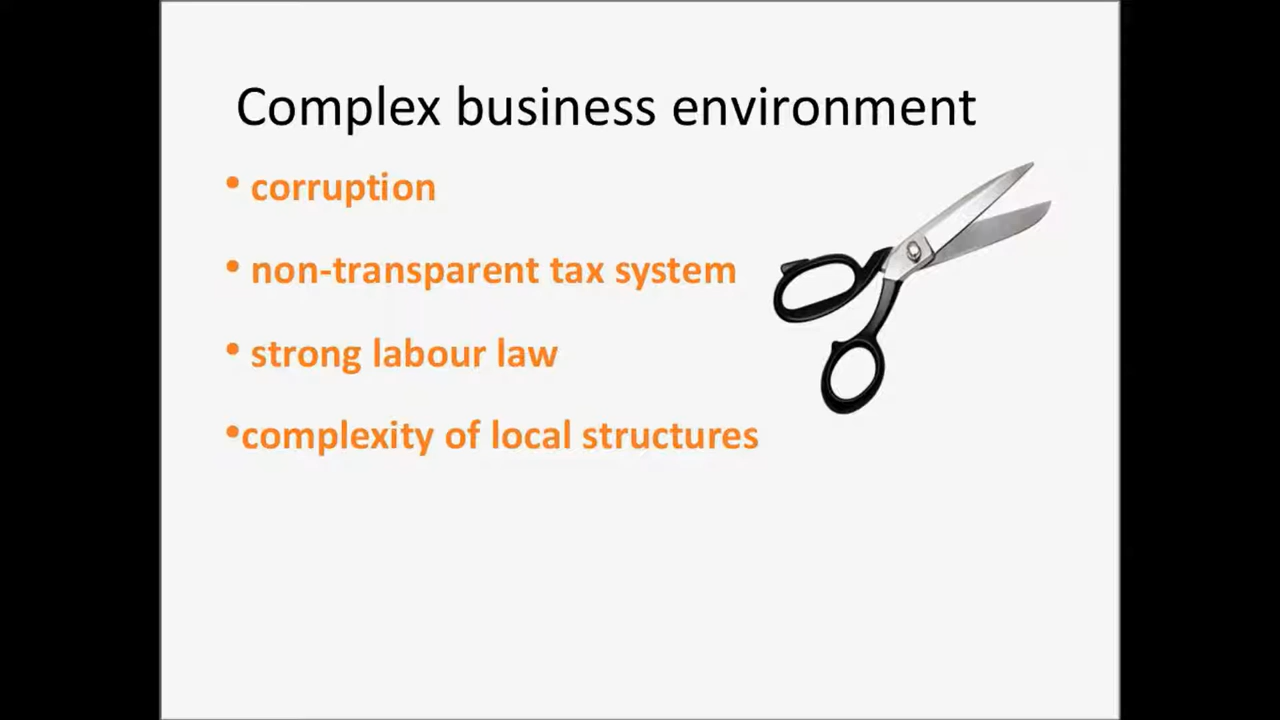 Complex business environment
• corruption
• non-transparent tax system
• strong labour law
•complexity of local structures